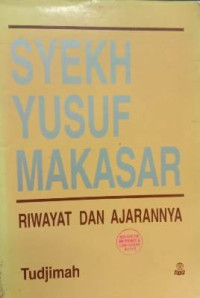 SYEKH
YUSUF
MAKASAR
RIWAYAT DAN AJARANNYA
Tudjimah